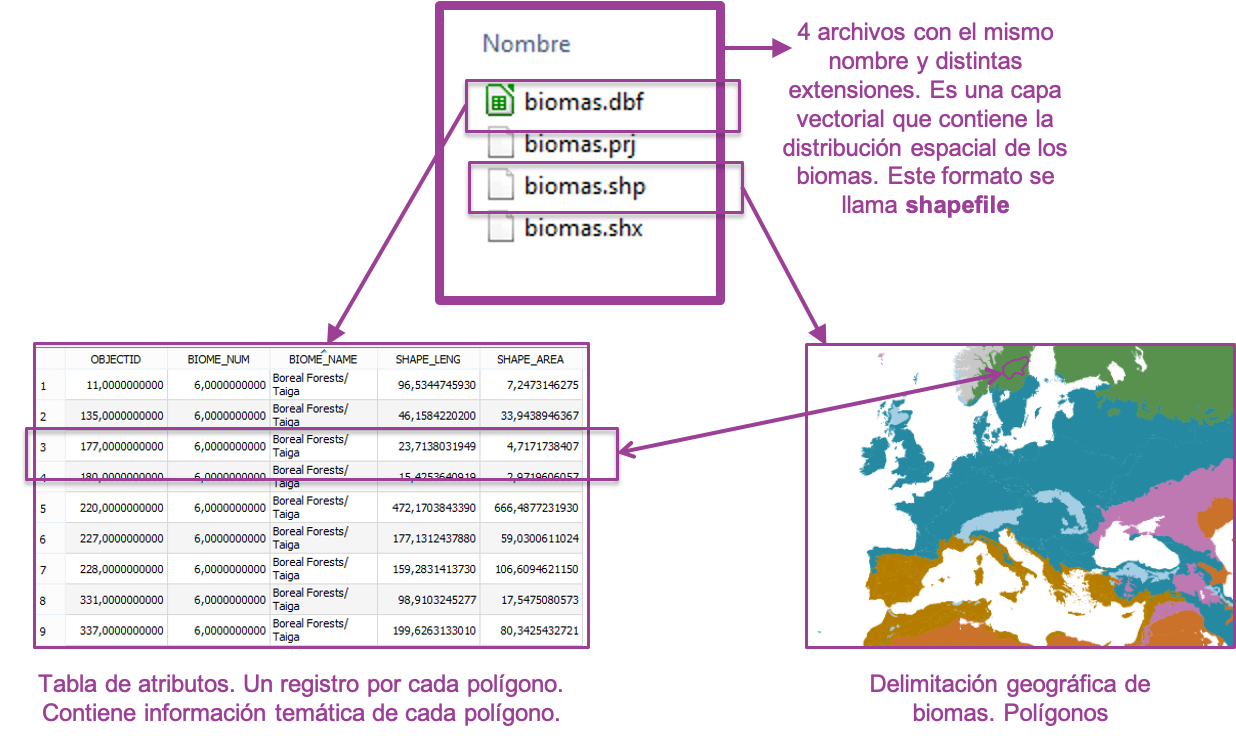 Nombre
biomas.dbf
biomas.prj
biomas.shp
biomas.shx
4 archivos con el mismo
nombre y distintas
extensiones. Es una capa
vectorial que contiene la
distribución espacial de los
biomas. Este formato se
llama shapefile
OBJECTID BIOME_NUM BIOME_NAME SHAPE_LENG SHAPE_AREA
1 11,0000000000 6,0000000000 Boreal Forests/ 96,5344745930 7,2473146275
Taiga
2 135,0000000000 6,0000000000 Boreal Forests/ 46,1584220200 33,9438946367
Taiga
3 177,0000000000 6,0000000000 Boreal Forests/ 23,7138031949 4,7171738407
Taiga
4 180,0000000000 6,0000000000 Boreal Forests/ 15,4253640919 2,9719606057
Taiga
5 220,0000000000 6,0000000000 Boreal Forests/ 472,1703843390 666,4877231930
Taiga
6 227,0000000000 6,0000000000 Boreal Forests/ 177,1312437880 59,0300611024
Taiga
7 228,0000000000 6,0000000000 Boreal Forests/ 159,2831413730 106,6094621150
Taiga
8 331,0000000000 6,0000000000 Boreal Forests/ 98,9103245277 17,5475080573
Taiga
9 337,0000000000 6,0000000000 Boreal Forests/ 199,6263133010 80,3425432721
Taiga
Tabla de atributos. Un registro por cada polígono.
Contiene información temática de cada polígono.
Delimitación geográfica de
biomas. Polígonos